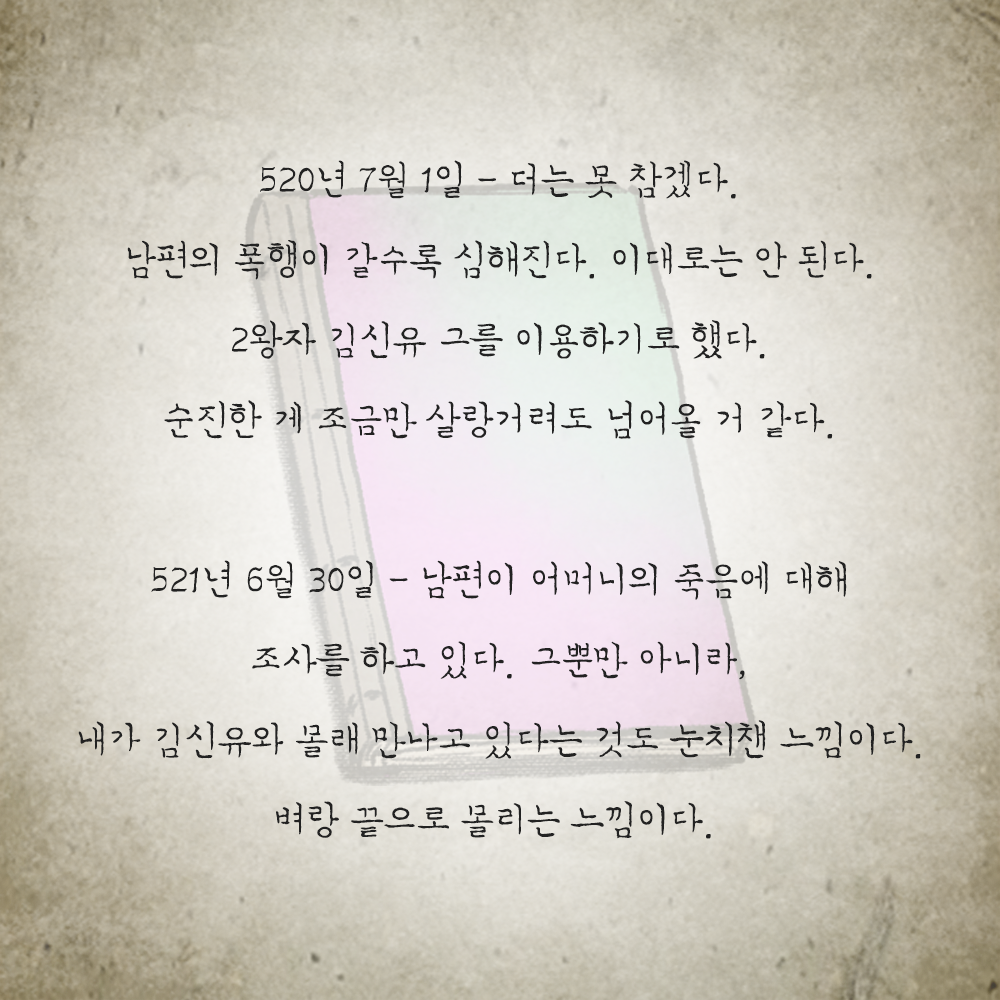 520년 7월 1일 - 더는 못 참겠다.
남편의 폭행이 갈수록 심해진다. 이대로는 안 된다.
2왕자 김신유 그를 이용하기로 했다.
순진한 게 조금만 살랑거려도 넘어올 거 같다.
521년 6월 30일 - 남편이 어머니의 죽음에 대해
조사를 하고 있다. 그뿐만 아니라,
내가 김신유와 몰래 만나고 있다는 것도 눈치챈 느낌이다.
벼랑 끝으로 몰리는 느낌이다.